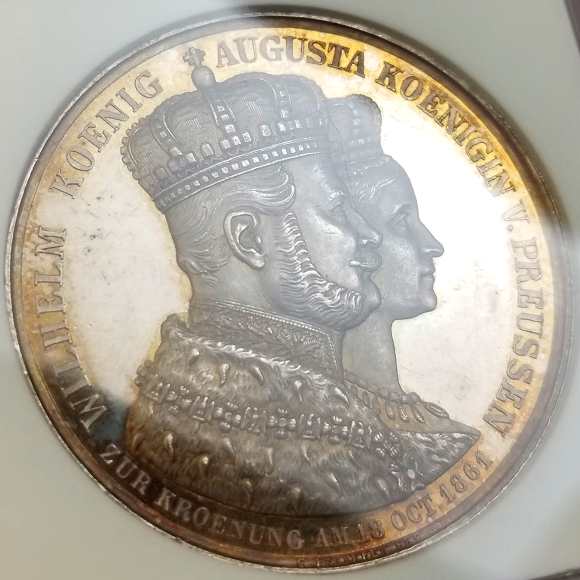 WILHELM KOENIG AUGUSTA KOENIGIN V. PREUSSEN
ZUR KROENUNG AM 18 OCT. 1861